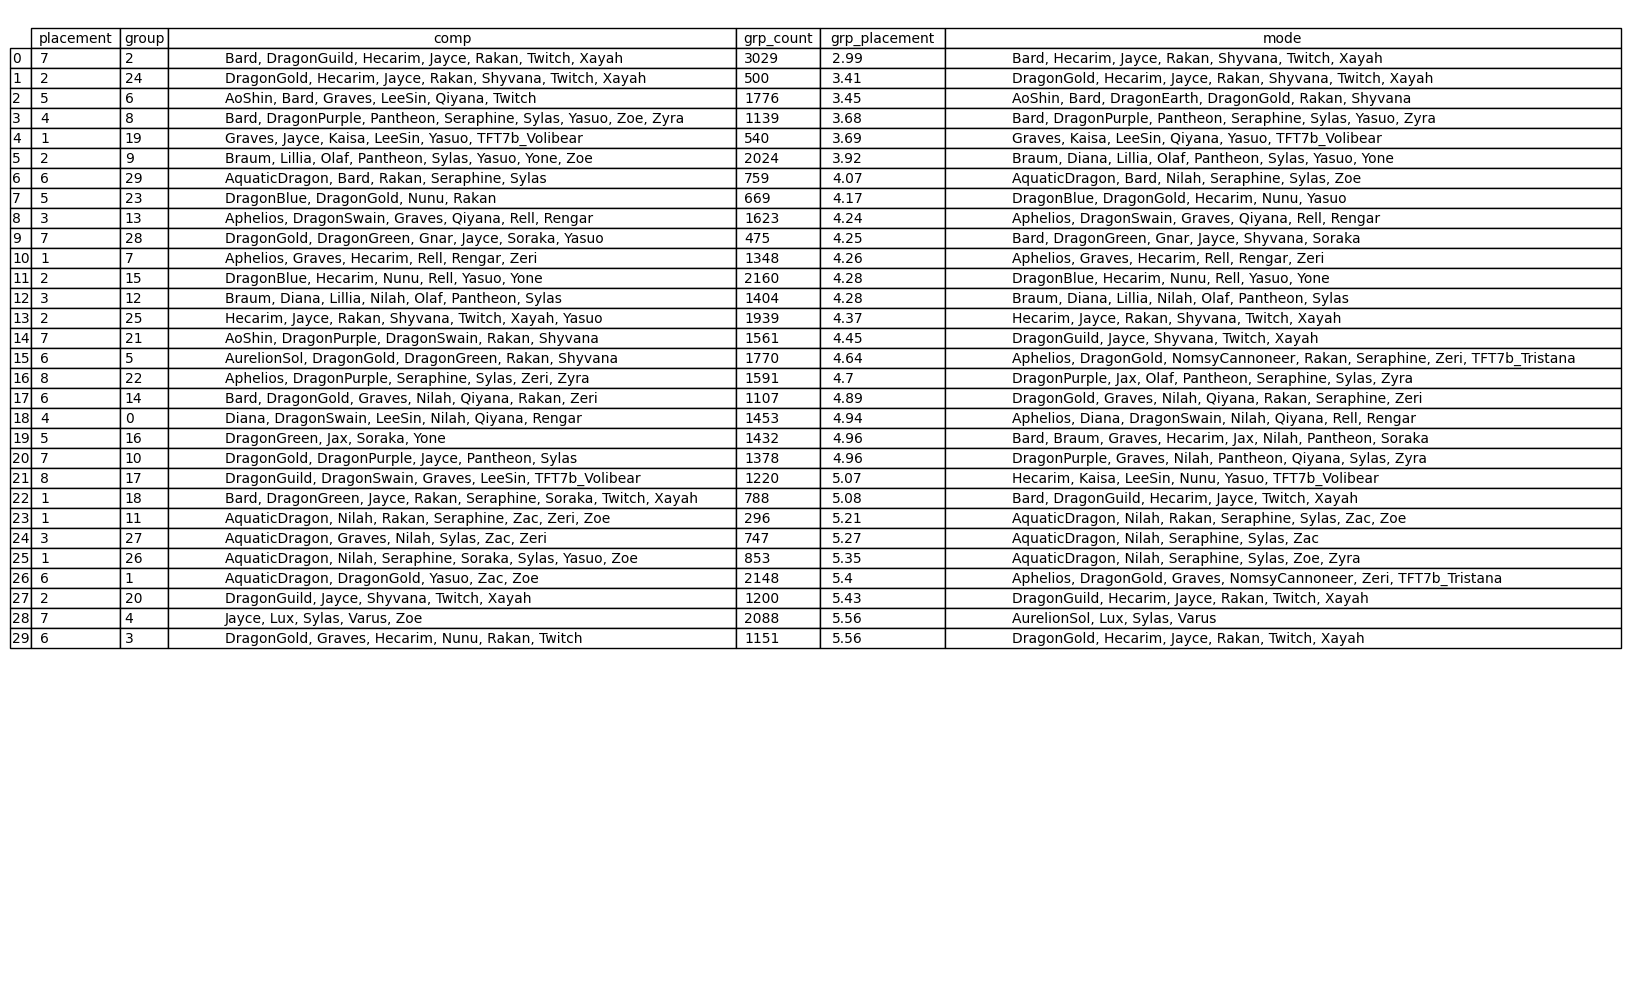 placement group comp grp_count grp_placement mode
0 7 2 Bard, DragonGuild, Hecarim, Jayce, Rakan, Twitch, Xayah 3029 2.99 Bard, Hecarim, Jayce, Rakan, Shyvana, Twitch, Xayah
1 2 24 DragonGold, Hecarim, Jayce, Rakan, Shyvana, Twitch, Xayah 500 3.41 DragonGold, Hecarim, Jayce, Rakan, Shyvana, Twitch, Xayah
2 5 6 AoShin, Bard, Graves, LeeSin, Qiyana, Twitch 1776 3.45 AoShin, Bard, DragonEarth, DragonGold, Rakan, Shyvana
3 4 8 Bard, DragonPurple, Pantheon, Seraphine, Sylas, Yasuo, Zoe, Zyra 1139 3.68 Bard, DragonPurple, Pantheon, Seraphine, Sylas, Yasuo, Zyra
4 1 19 Graves, Jayce, Kaisa, LeeSin, Yasuo, TFT7b_Volibear 540 3.69 Graves, Kaisa, LeeSin, Qiyana, Yasuo, TFT7b_Volibear
5 2 9 Braum, Lillia, Olaf, Pantheon, Sylas, Yasuo, Yone, Zoe 2024 3.92 Braum, Diana, Lillia, Olaf, Pantheon, Sylas, Yasuo, Yone
6 6 29 AquaticDragon, Bard, Rakan, Seraphine, Sylas 759 4.07 AquaticDragon, Bard, Nilah, Seraphine, Sylas, Zoe
7 5 23 DragonBlue, DragonGold, Nunu, Rakan 669 4.17 DragonBlue, DragonGold, Hecarim, Nunu, Yasuo
8 3 13 Aphelios, DragonSwain, Graves, Qiyana, Rell, Rengar 1623 4.24 Aphelios, DragonSwain, Graves, Qiyana, Rell, Rengar
9 7 28 DragonGold, DragonGreen, Gnar, Jayce, Soraka, Yasuo 475 4.25 Bard, DragonGreen, Gnar, Jayce, Shyvana, Soraka
10 1 7 Aphelios, Graves, Hecarim, Rell, Rengar, Zeri 1348 4.26 Aphelios, Graves, Hecarim, Rell, Rengar, Zeri
11 2 15 DragonBlue, Hecarim, Nunu, Rell, Yasuo, Yone 2160 4.28 DragonBlue, Hecarim, Nunu, Rell, Yasuo, Yone
12 3 12 Braum, Diana, Lillia, Nilah, Olaf, Pantheon, Sylas 1404 4.28 Braum, Diana, Lillia, Nilah, Olaf, Pantheon, Sylas
13 2 25 Hecarim, Jayce, Rakan, Shyvana, Twitch, Xayah, Yasuo 1939 4.37 Hecarim, Jayce, Rakan, Shyvana, Twitch, Xayah
14 7 21 AoShin, DragonPurple, DragonSwain, Rakan, Shyvana 1561 4.45 DragonGuild, Jayce, Shyvana, Twitch, Xayah
15 6 5 AurelionSol, DragonGold, DragonGreen, Rakan, Shyvana 1770 4.64 Aphelios, DragonGold, NomsyCannoneer, Rakan, Seraphine, Zeri, TFT7b_Tristana
16 8 22 Aphelios, DragonPurple, Seraphine, Sylas, Zeri, Zyra 1591 4.7 DragonPurple, Jax, Olaf, Pantheon, Seraphine, Sylas, Zyra
17 6 14 Bard, DragonGold, Graves, Nilah, Qiyana, Rakan, Zeri 1107 4.89 DragonGold, Graves, Nilah, Qiyana, Rakan, Seraphine, Zeri
18 4 0 Diana, DragonSwain, LeeSin, Nilah, Qiyana, Rengar 1453 4.94 Aphelios, Diana, DragonSwain, Nilah, Qiyana, Rell, Rengar
19 5 16 DragonGreen, Jax, Soraka, Yone 1432 4.96 Bard, Braum, Graves, Hecarim, Jax, Nilah, Pantheon, Soraka
20 7 10 DragonGold, DragonPurple, Jayce, Pantheon, Sylas 1378 4.96 DragonPurple, Graves, Nilah, Pantheon, Qiyana, Sylas, Zyra
21 8 17 DragonGuild, DragonSwain, Graves, LeeSin, TFT7b_Volibear 1220 5.07 Hecarim, Kaisa, LeeSin, Nunu, Yasuo, TFT7b_Volibear
22 1 18 Bard, DragonGreen, Jayce, Rakan, Seraphine, Soraka, Twitch, Xayah 788 5.08 Bard, DragonGuild, Hecarim, Jayce, Twitch, Xayah
23 1 11 AquaticDragon, Nilah, Rakan, Seraphine, Zac, Zeri, Zoe 296 5.21 AquaticDragon, Nilah, Rakan, Seraphine, Sylas, Zac, Zoe
24 3 27 AquaticDragon, Graves, Nilah, Sylas, Zac, Zeri 747 5.27 AquaticDragon, Nilah, Seraphine, Sylas, Zac
25 1 26 AquaticDragon, Nilah, Seraphine, Soraka, Sylas, Yasuo, Zoe 853 5.35 AquaticDragon, Nilah, Seraphine, Sylas, Zoe, Zyra
26 6 1 AquaticDragon, DragonGold, Yasuo, Zac, Zoe 2148 5.4 Aphelios, DragonGold, Graves, NomsyCannoneer, Zeri, TFT7b_Tristana
27 2 20 DragonGuild, Jayce, Shyvana, Twitch, Xayah 1200 5.43 DragonGuild, Hecarim, Jayce, Rakan, Twitch, Xayah
28 7 4 Jayce, Lux, Sylas, Varus, Zoe 2088 5.56 AurelionSol, Lux, Sylas, Varus
29 6 3 DragonGold, Graves, Hecarim, Nunu, Rakan, Twitch 1151 5.56 DragonGold, Hecarim, Jayce, Rakan, Twitch, Xayah